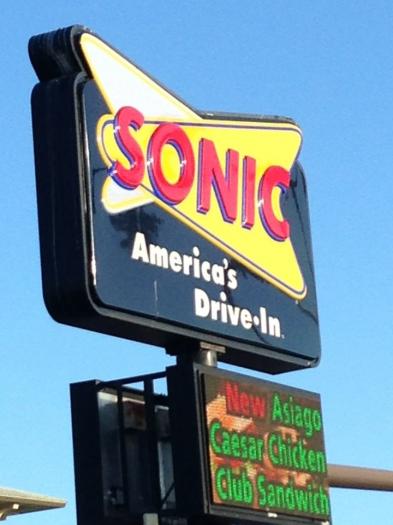 SONIC
America's
Drive·In
New Asiago
Caesar Chicken
Club Sandwich